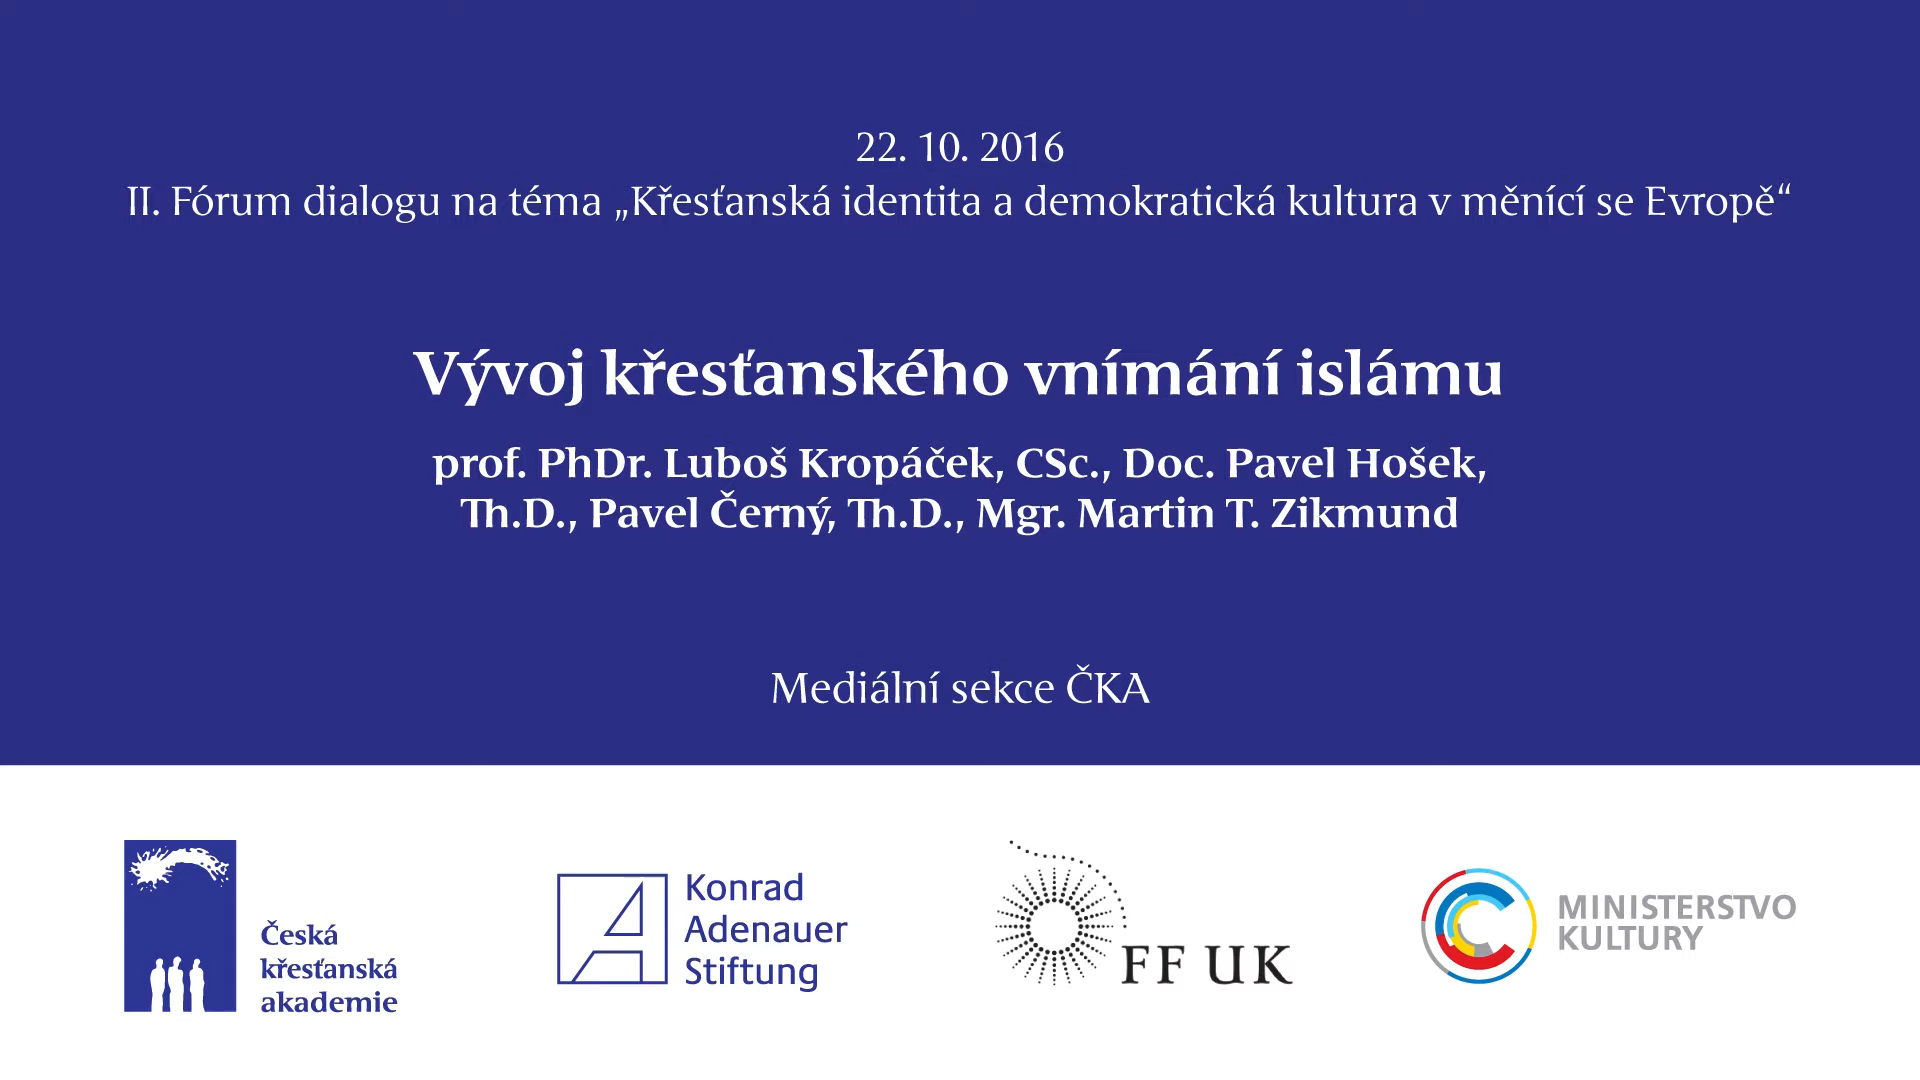 22. 10. 2016
II. Fórum dialogu na téma „Křesťanská identita a demokratická kultura v měnící se Evropě“
Vývoj křesťanského vnímání islámu
prof. PhDr. Luboš Kropáček, CSc., Doc. Pavel Hošek,
Th.D., Pavel Černý, Th.D., Mgr. Martin T. Zikmund
Mediální sekce ČKA
Česká
křesťanská
akademie
Konrad
Adenauer
Stiftung
FF UK
MINISTERSTVO
KULTURY